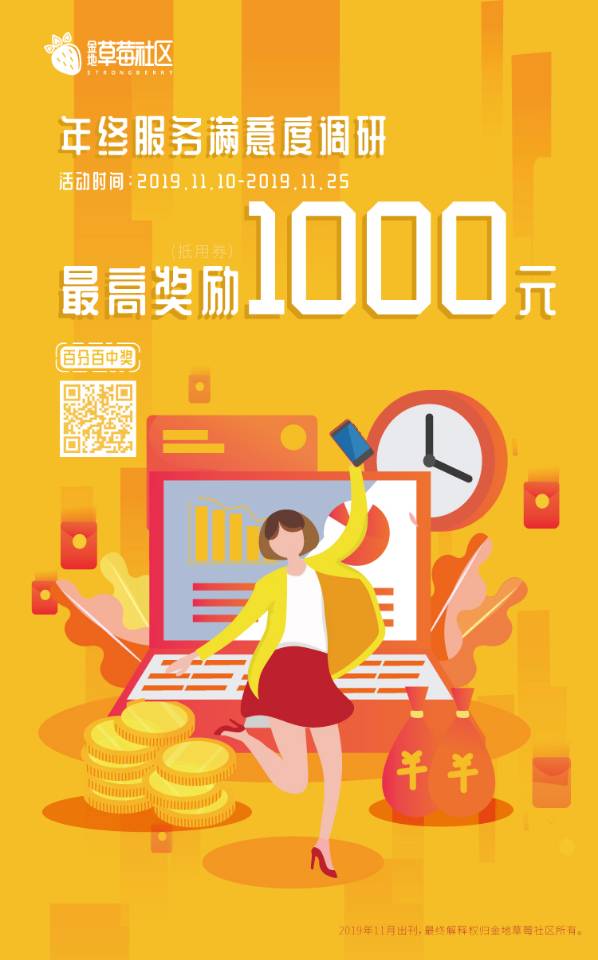 金地草莓社区
STRONGBERRY
年终服务满意度调研
活动时间:2019.11.10-2019.11.25
(抵用券)
最高奖励1000元
百分百中奖
¥ ¥
2019年11月出刊,最终解释权归金地草莓社区所有。